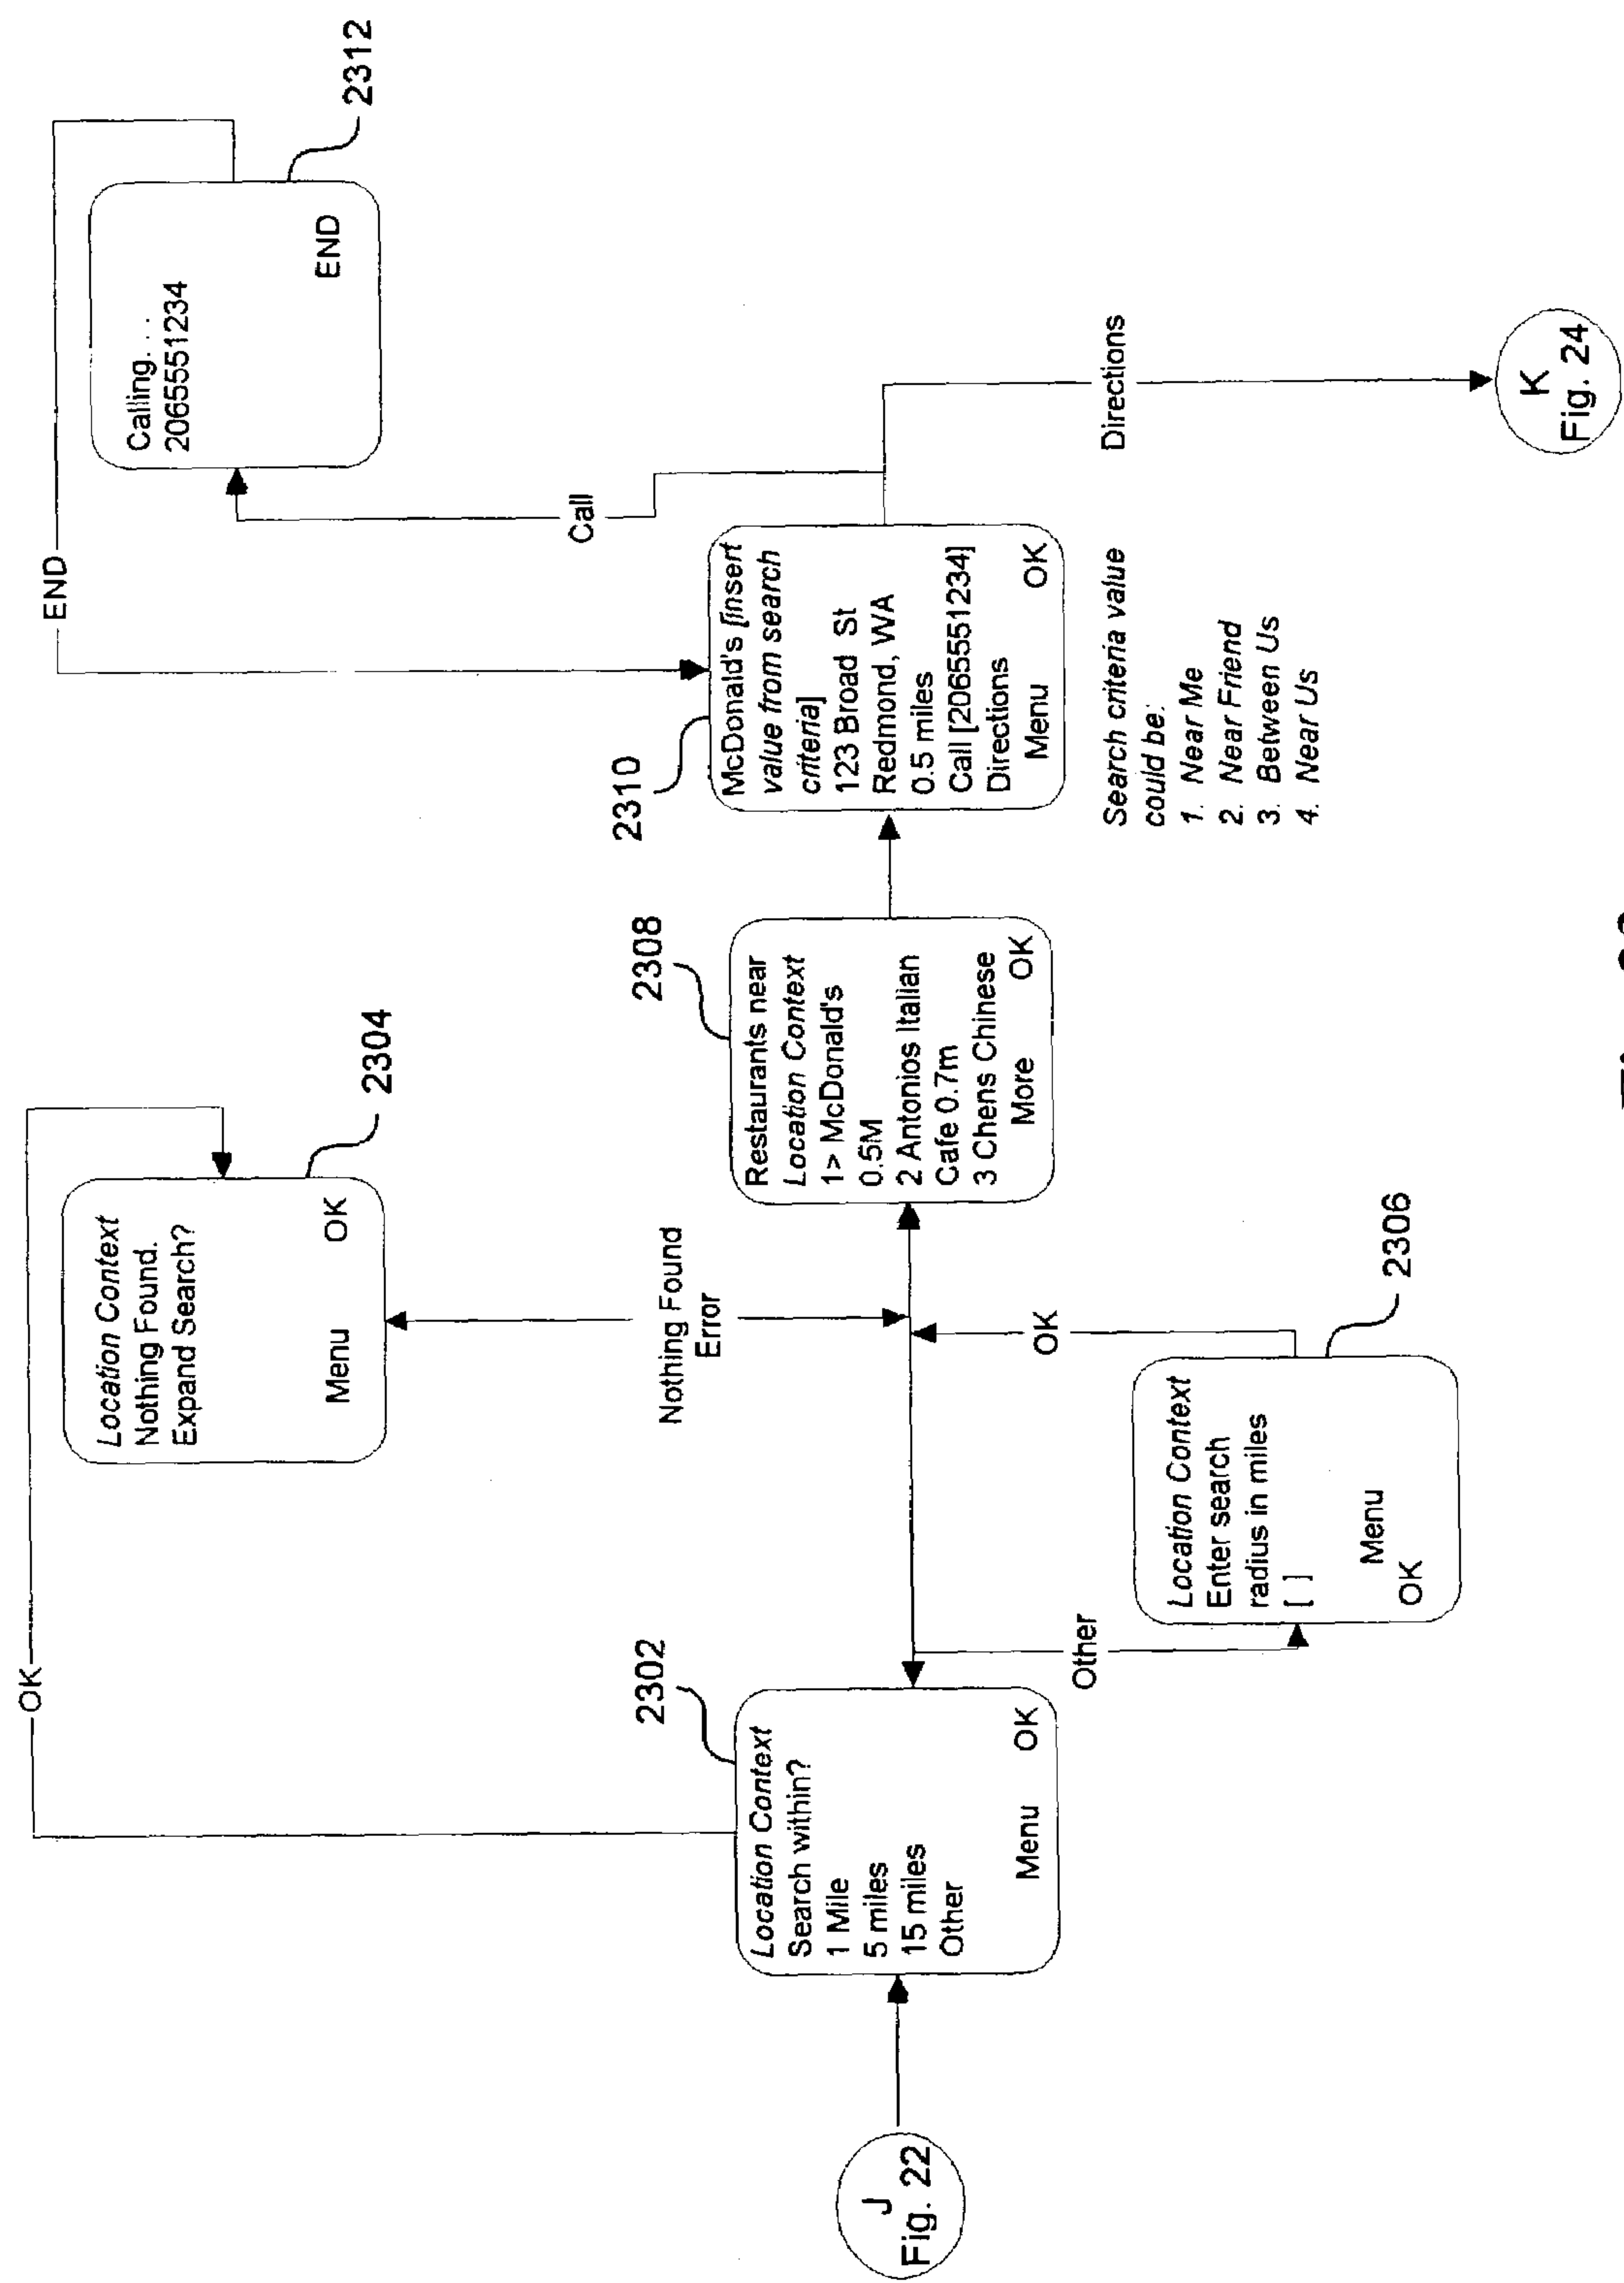 J
Fig. 22
2302
Location Context
Search within?
1 Mile
5 miles
15 miles
Other
Menu OK
OK
2304
Location Context
Nothing Found.
Expand Search?
Menu OK
Nothing Found
Error
Other
2306
Location Context
Enter search
radius in miles
[ ]
Menu
OK
OK
2308
Restaurants near
Location Context
1> McDonald's
0.5M
2 Antonios Italian
Cafe 0.7m
3 Chens Chinese
More OK
2310
McDonald's [insert
value from search
criteria]
123 Broad St
Redmond, WA
0.5 miles
Call [2065551234]
Directions
Menu OK
Search criteria value
could be:
1. Near Me
2. Near Friend
3. Between Us
4. Near Us
Call
END
2312
Calling. . .
2065551234
END
Directions
K
Fig. 24